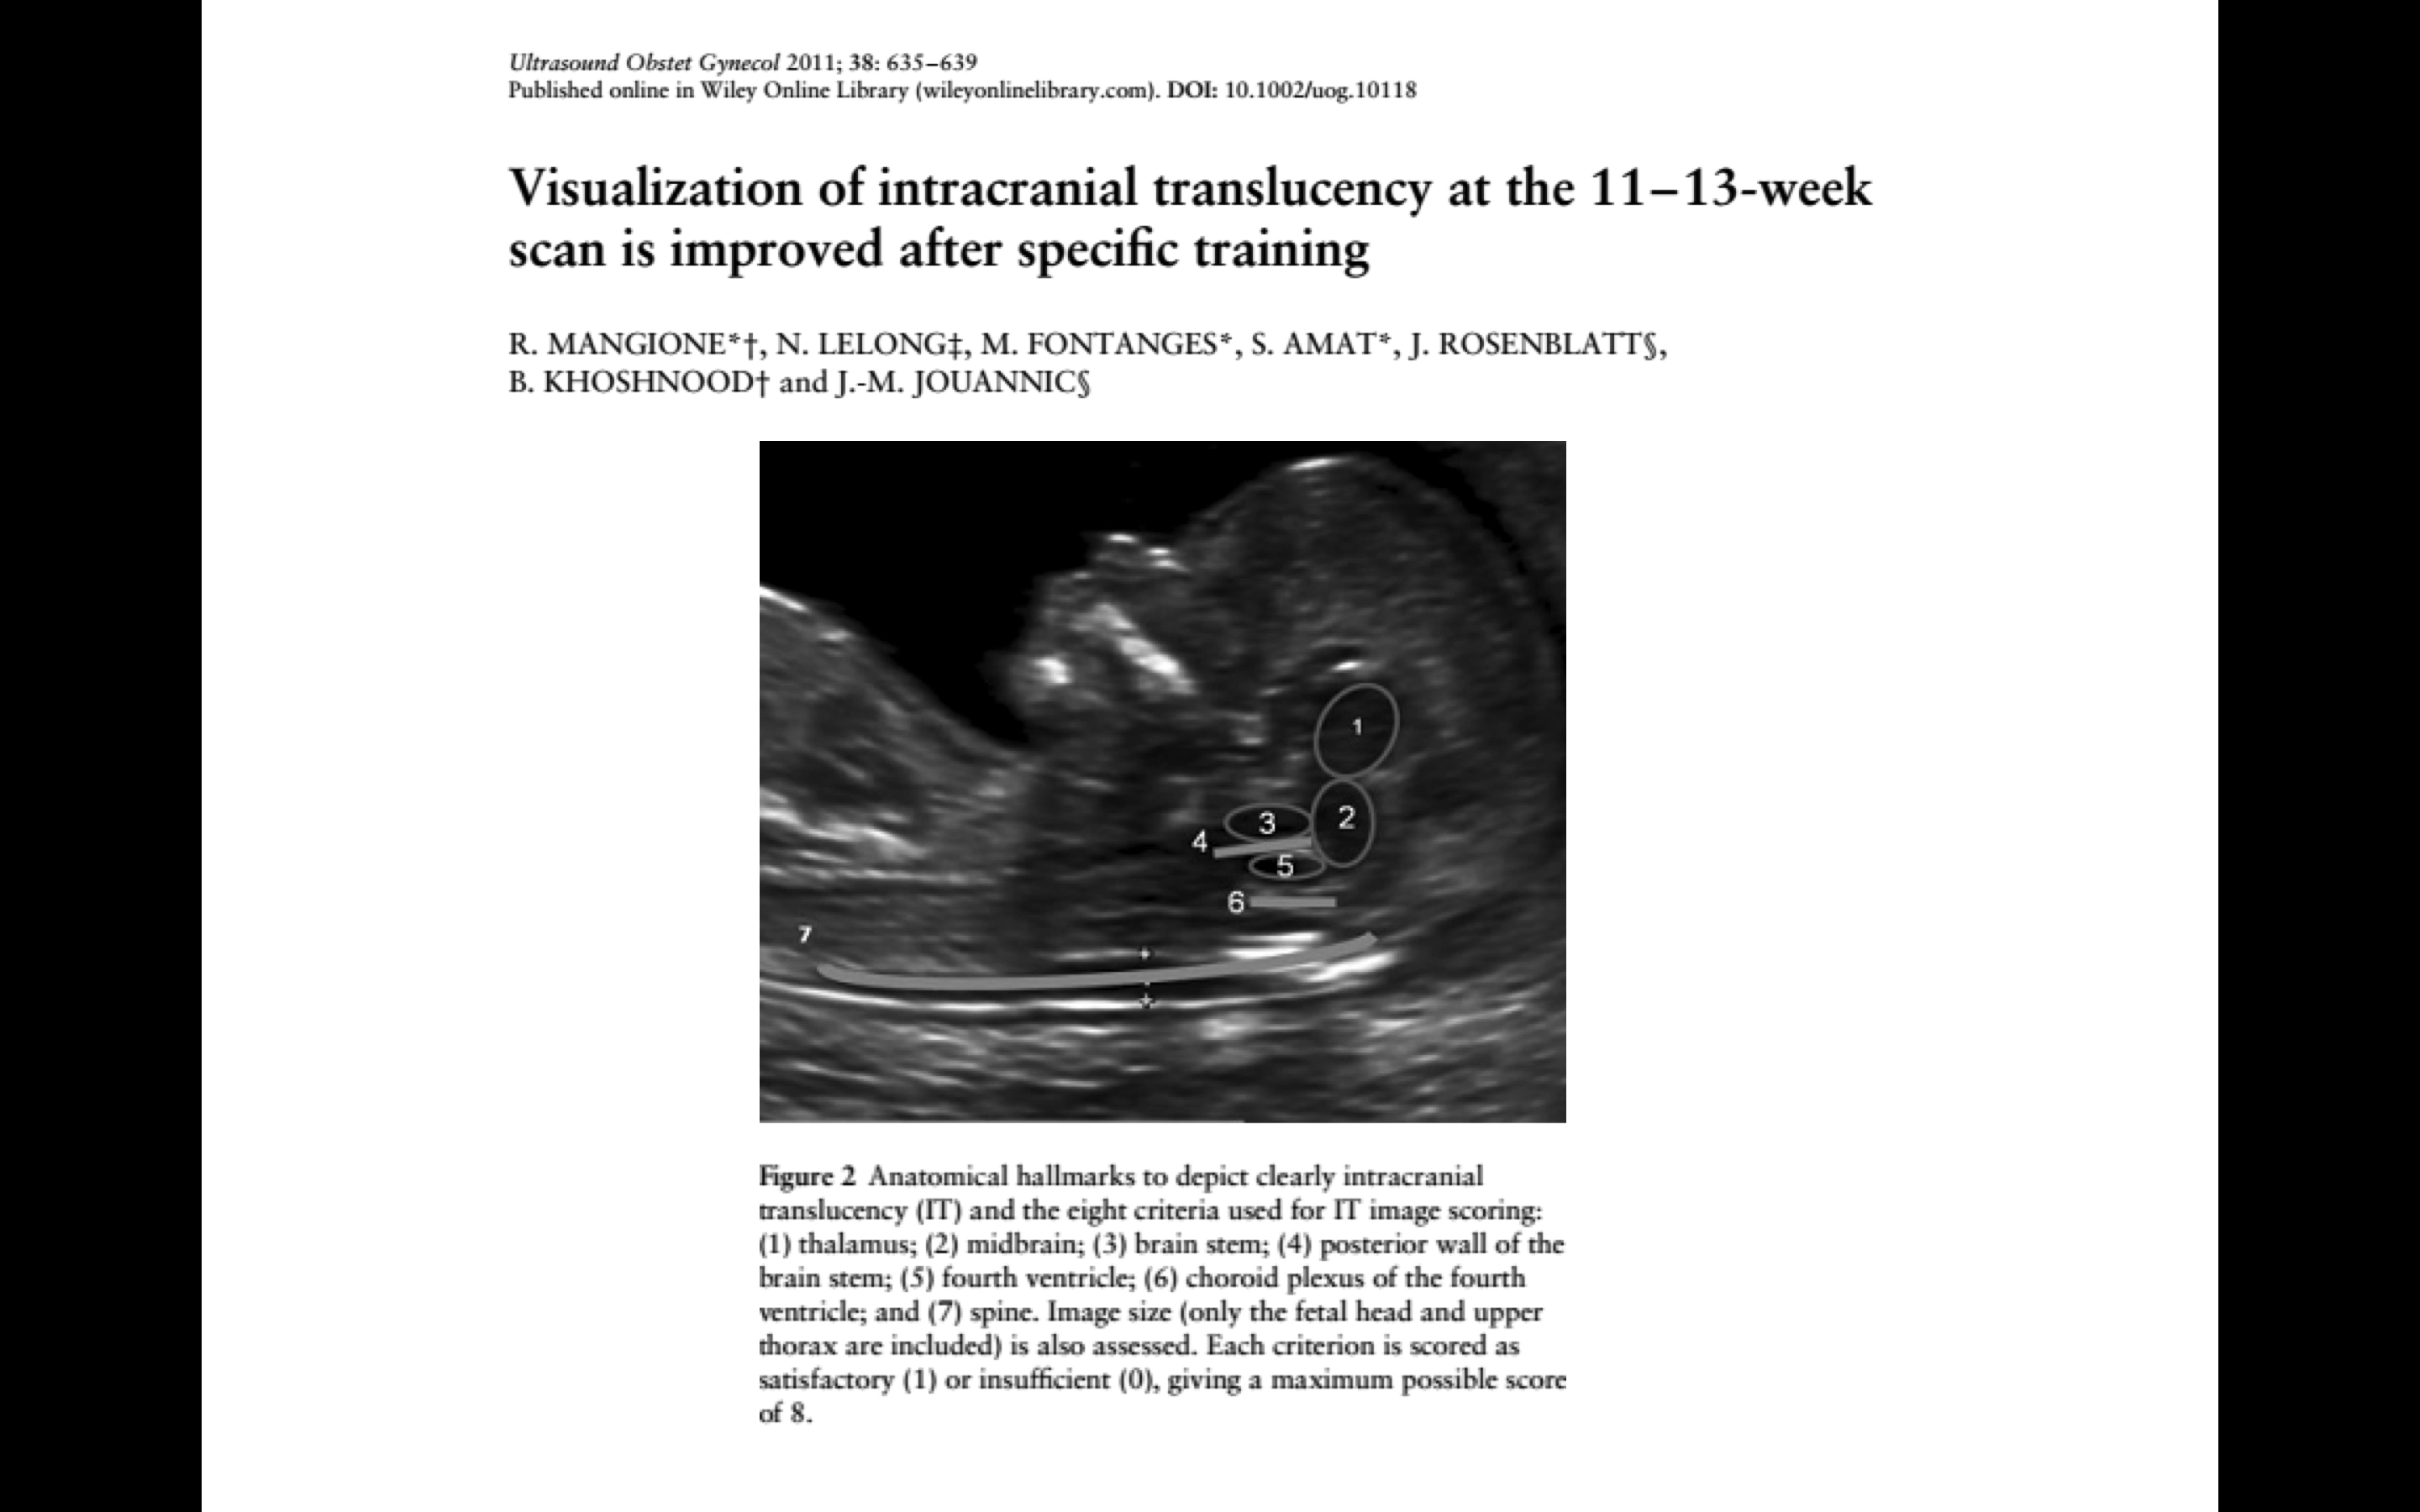 Ultrasound Obstet Gynecol 2011; 38: 635–639
Published online in Wiley Online Library (wileyonlinelibrary.com). DOI: 10.1002/uog.10118
Visualization of intracranial translucency at the 11–13-week
scan is improved after specific training
R. MANGIONE*†, N. LELONG‡, M. FONTANGES*, S. AMAT*, J. ROSENBLATT§,
B. KHOSHNOOD† and J.-M. JOUANNIC§
1
2
3
4
5
6
7
Figure 2 Anatomical hallmarks to depict clearly intracranial
translucency (IT) and the eight criteria used for IT image scoring:
(1) thalamus; (2) midbrain; (3) brain stem; (4) posterior wall of the
brain stem; (5) fourth ventricle; (6) choroid plexus of the fourth
ventricle; and (7) spine. Image size (only the fetal head and upper
thorax are included) is also assessed. Each criterion is scored as
satisfactory (1) or insufficient (0), giving a maximum possible score
of 8.